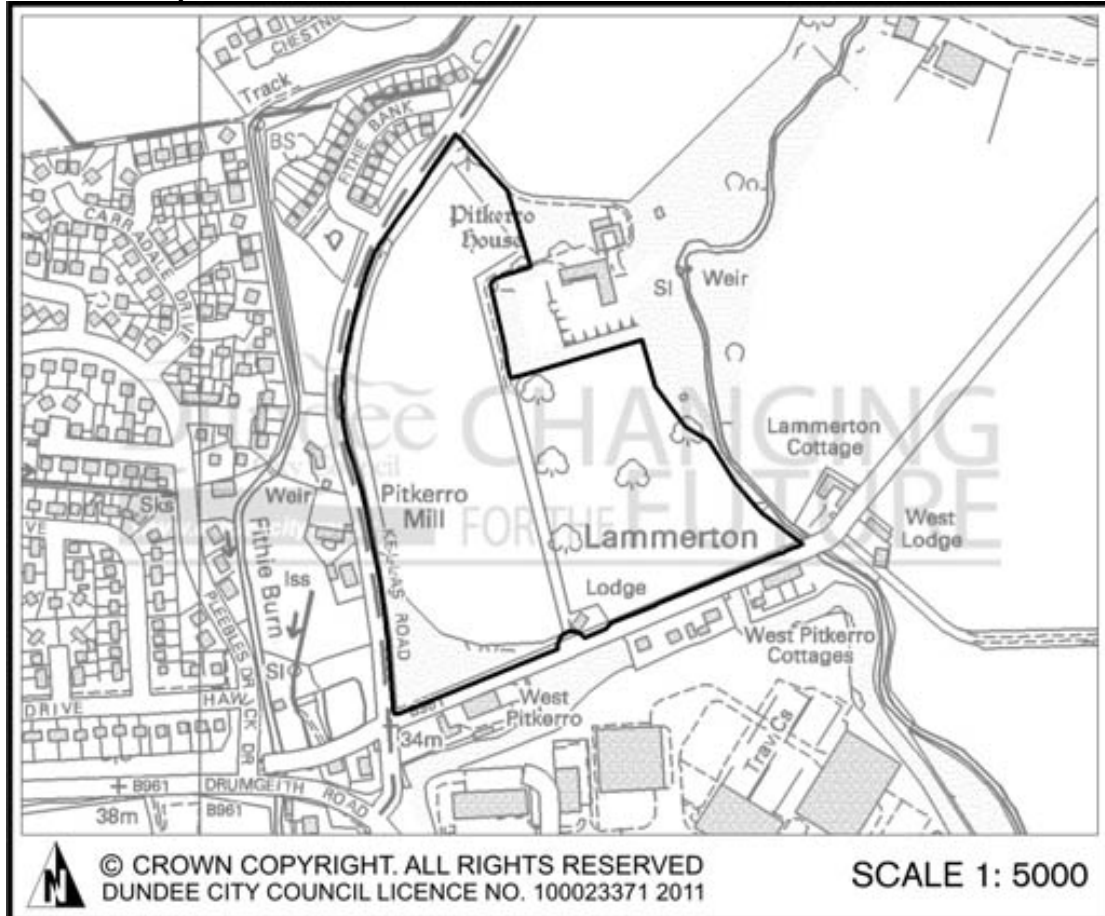 CHESTN
Track
BS
FITHIE BANK
CARRADALE DRIVE
Pitkerro
House
SI
Weir
Dundee
CHANGING
FOR THE FUTURE
Lammerton
Cottage
West
Lodge
Sks
Weir
Pitkerro
Mill
Fithie Burn
Iss
Lammerton
Lodge
ROAD
PEEBLES DR
West Pitkerro
Cottages
SI
DRIVE
HAWICK DR
West
Pitkerro
34m
B961
DRUMGEITH ROAD
38m
B961
Trav Cs
N
© CROWN COPYRIGHT. ALL RIGHTS RESERVED
DUNDEE CITY COUNCIL LICENCE NO. 100023371 2011
SCALE 1: 5000